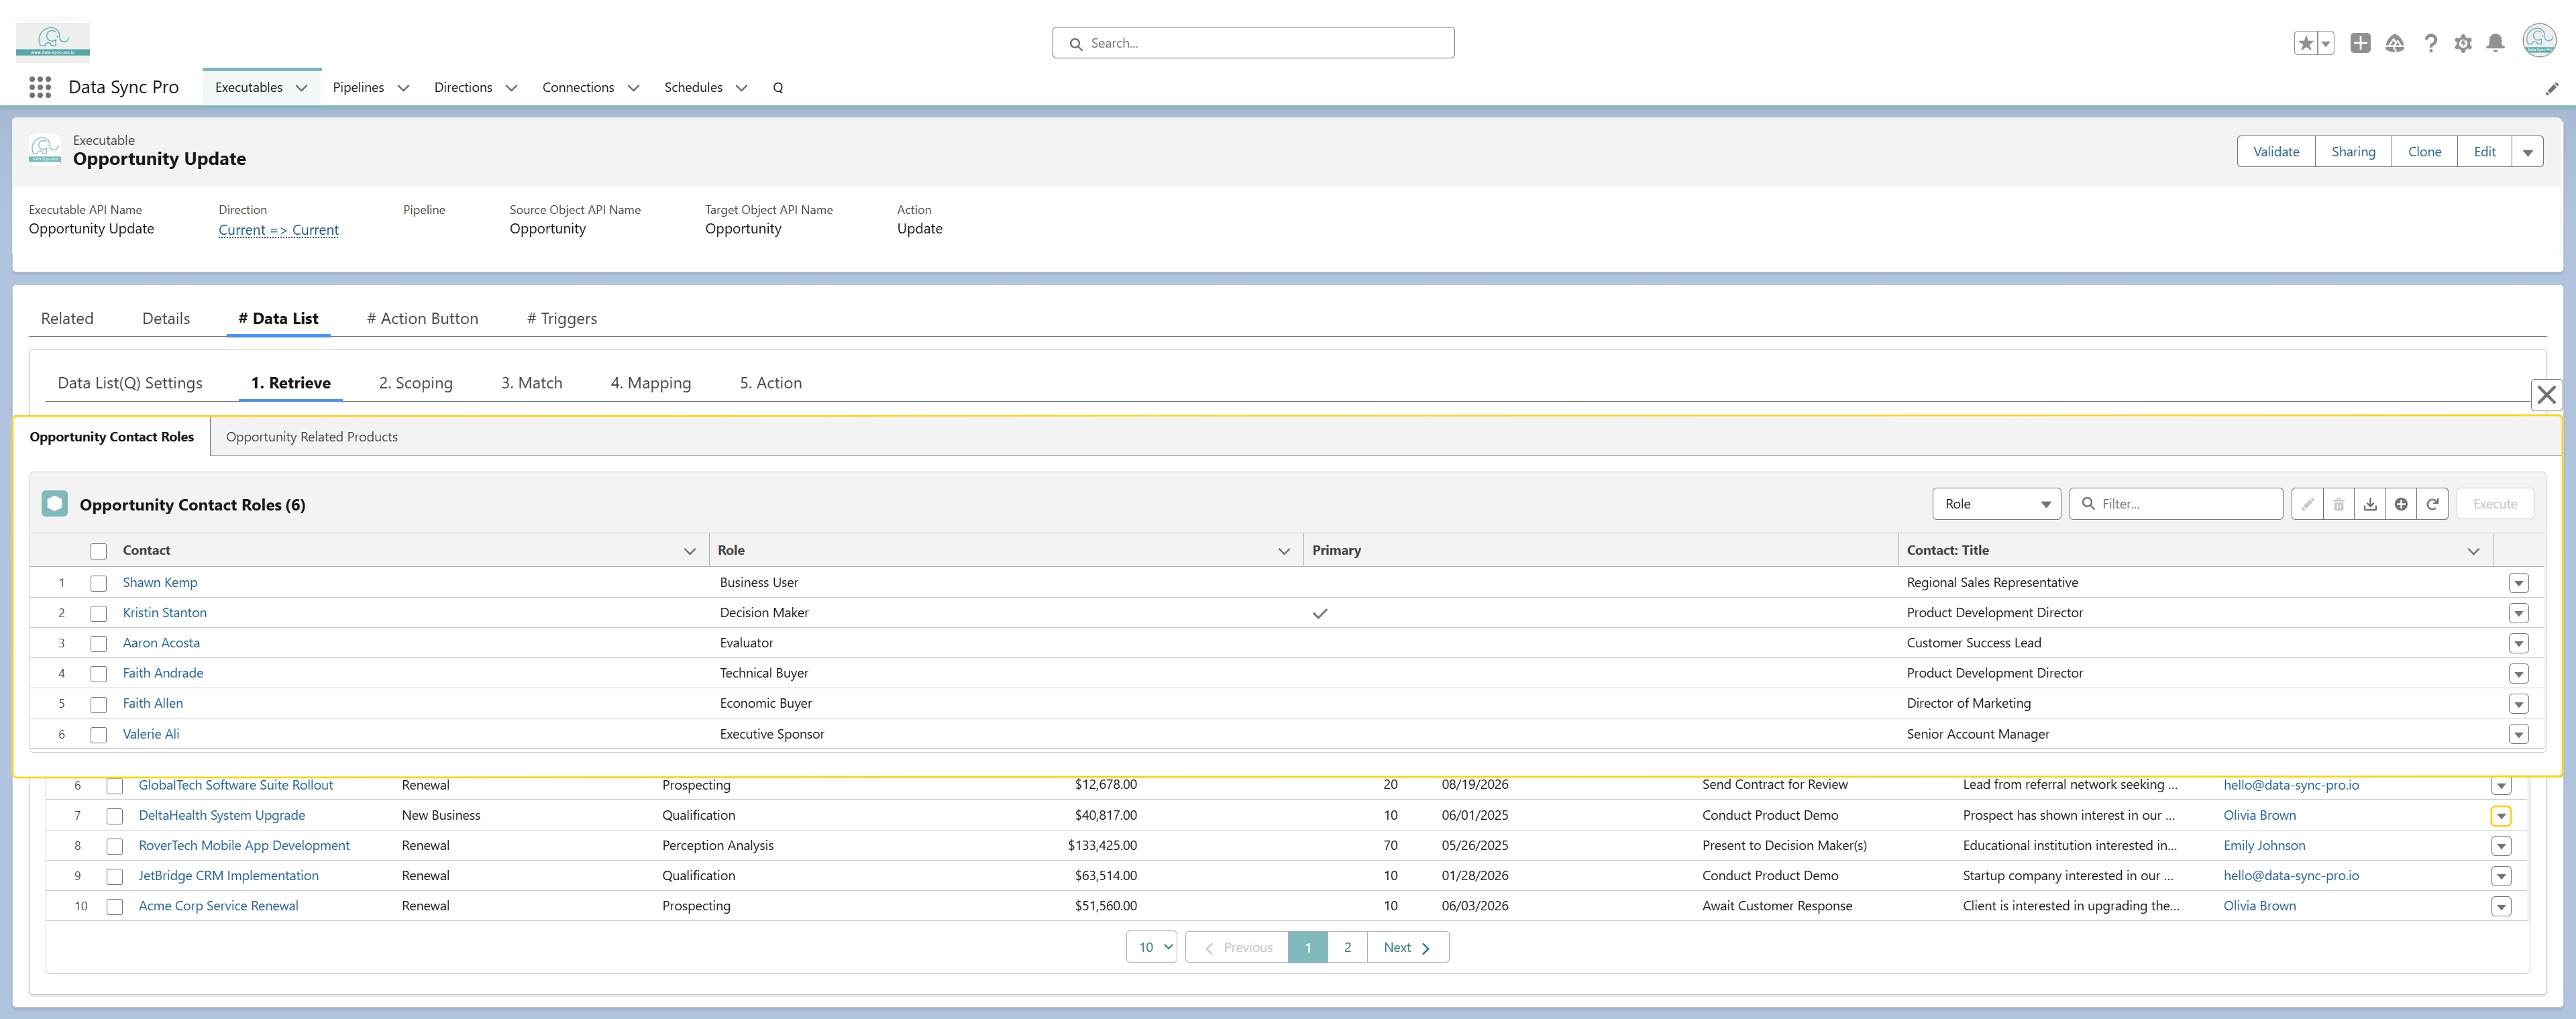 www.data-sync-pro.io
Search...
Data Sync Pro
Executables Pipelines Directions Connections Schedules Q
Executable
Opportunity Update
Validate Sharing Clone Edit
Executable API Name Direction Pipeline Source Object API Name Target Object API Name Action
Opportunity Update Current => Current Opportunity Opportunity Update
Related Details # Data List # Action Button # Triggers
Data List(Q) Settings 1. Retrieve 2. Scoping 3. Match 4. Mapping 5. Action
Opportunity Contact Roles Opportunity Related Products
Opportunity Contact Roles (6) Role Filter... Execute
Contact Role Primary Contact: Title
1 Shawn Kemp Business User Regional Sales Representative
2 Kristin Stanton Decision Maker Product Development Director
3 Aaron Acosta Evaluator Customer Success Lead
4 Faith Andrade Technical Buyer Product Development Director
5 Faith Allen Economic Buyer Director of Marketing
6 Valerie Ali Executive Sponsor Senior Account Manager
6 GlobalTech Software Suite Rollout Renewal Prospecting $12,678.00 20 08/19/2026 Send Contract for Review Lead from referral network seeking ... hello@data-sync-pro.io
7 DeltaHealth System Upgrade New Business Qualification $40,817.00 10 06/01/2025 Conduct Product Demo Prospect has shown interest in our ... Olivia Brown
8 RoverTech Mobile App Development Renewal Perception Analysis $133,425.00 70 05/26/2025 Present to Decision Maker(s) Educational institution interested in... Emily Johnson
9 JetBridge CRM Implementation Renewal Qualification $63,514.00 10 01/28/2026 Conduct Product Demo Startup company interested in our ... hello@data-sync-pro.io
10 Acme Corp Service Renewal Renewal Prospecting $51,560.00 10 06/03/2026 Await Customer Response Client is interested in upgrading the... Olivia Brown
10 Previous 1 2 Next